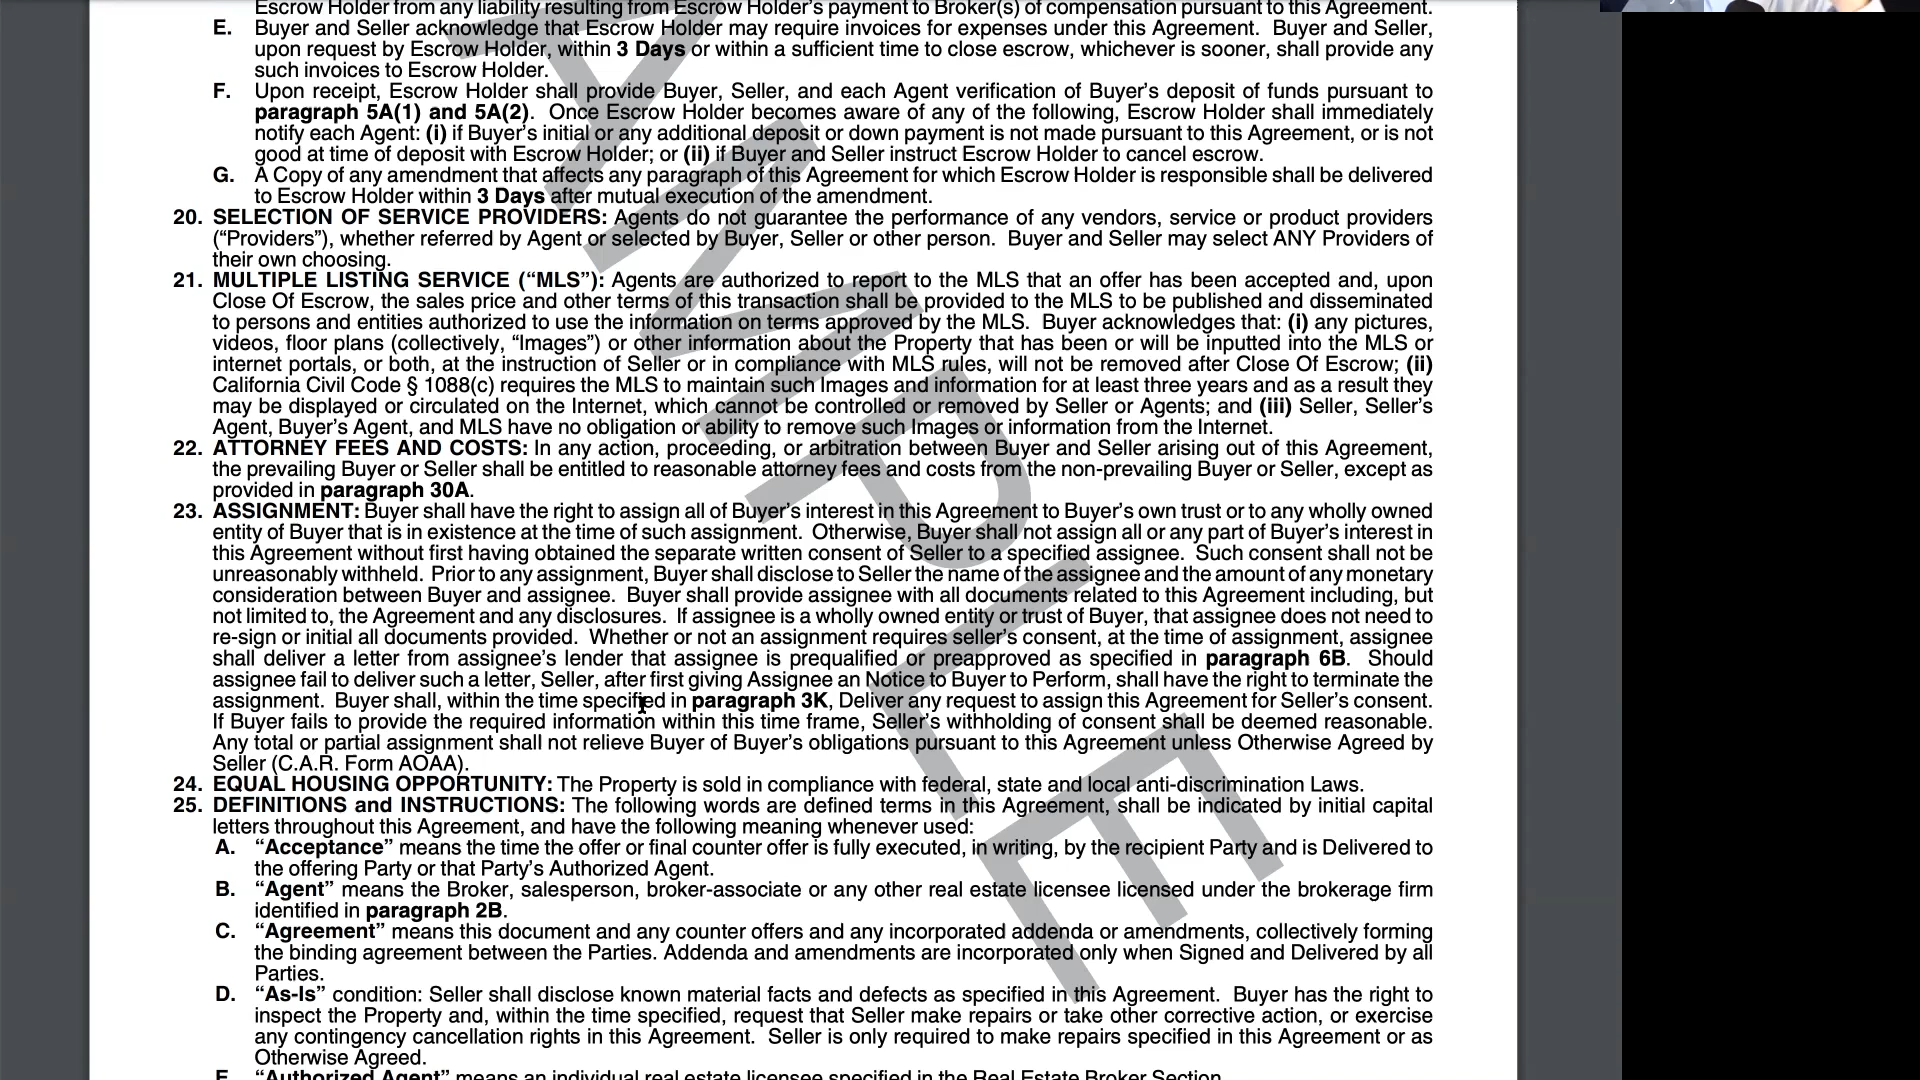 Escrow Holder from any liability resulting from Escrow Holder's payment to Broker(s) of compensation pursuant to this Agreement.
E. Buyer and Seller acknowledge that Escrow Holder may require invoices for expenses under this Agreement. Buyer and Seller,
upon request by Escrow Holder, within 3 Days or within a sufficient time to close escrow, whichever is sooner, shall provide any
such invoices to Escrow Holder.
F. Upon receipt, Escrow Holder shall provide Buyer, Seller, and each Agent verification of Buyer's deposit of funds pursuant to
paragraph 5A(1) and 5A(2). Once Escrow Holder becomes aware of any of the following, Escrow Holder shall immediately
notify each Agent: (i) if Buyer's initial or any additional deposit or down payment is not made pursuant to this Agreement, or is not
good at time of deposit with Escrow Holder; or (ii) if Buyer and Seller instruct Escrow Holder to cancel escrow.
G. A Copy of any amendment that affects any paragraph of this Agreement for which Escrow Holder is responsible shall be delivered
to Escrow Holder within 3 Days after mutual execution of the amendment.
20. SELECTION OF SERVICE PROVIDERS: Agents do not guarantee the performance of any vendors, service or product providers
("Providers"), whether referred by Agent or selected by Buyer, Seller or other person. Buyer and Seller may select ANY Providers of
their own choosing.
21. MULTIPLE LISTING SERVICE ("MLS"): Agents are authorized to report to the MLS that an offer has been accepted and, upon
Close Of Escrow, the sales price and other terms of this transaction shall be provided to the MLS to be published and disseminated
to persons and entities authorized to use the information on terms approved by the MLS. Buyer acknowledges that: (i) any pictures,
videos, floor plans (collectively, "Images") or other information about the Property that has been or will be inputted into the MLS or
internet portals, or both, at the instruction of Seller or in compliance with MLS rules, will not be removed after Close Of Escrow; (ii)
California Civil Code § 1088(c) requires the MLS to maintain such Images and information for at least three years and as a result they
may be displayed or circulated on the Internet, which cannot be controlled or removed by Seller or Agents; and (iii) Seller, Seller's
Agent, Buyer's Agent, and MLS have no obligation or ability to remove such Images or information from the Internet.
22. ATTORNEY FEES AND COSTS: In any action, proceeding, or arbitration between Buyer and Seller arising out of this Agreement,
the prevailing Buyer or Seller shall be entitled to reasonable attorney fees and costs from the non-prevailing Buyer or Seller, except as
provided in paragraph 30A.
23. ASSIGNMENT: Buyer shall have the right to assign all of Buyer's interest in this Agreement to Buyer's own trust or to any wholly owned
entity of Buyer that is in existence at the time of such assignment. Otherwise, Buyer shall not assign all or any part of Buyer's interest in
this Agreement without first having obtained the separate written consent of Seller to a specified assignee. Such consent shall not be
unreasonably withheld. Prior to any assignment, Buyer shall disclose to Seller the name of the assignee and the amount of any monetary
consideration between Buyer and assignee. Buyer shall provide assignee with all documents related to this Agreement including, but
not limited to, the Agreement and any disclosures. If assignee is a wholly owned entity or trust of Buyer, that assignee does not need to
re-sign or initial all documents provided. Whether or not an assignment requires seller's consent, at the time of assignment, assignee
shall deliver a letter from assignee's lender that assignee is prequalified or preapproved as specified in paragraph 6B. Should
assignee fail to deliver such a letter, Seller, after first giving Assignee an Notice to Buyer to Perform, shall have the right to terminate the
assignment. Buyer shall, within the time specified in paragraph 3K, Deliver any request to assign this Agreement for Seller's consent.
If Buyer fails to provide the required information within this time frame, Seller's withholding of consent shall be deemed reasonable.
Any total or partial assignment shall not relieve Buyer of Buyer's obligations pursuant to this Agreement unless Otherwise Agreed by
Seller (C.A.R. Form AOAA).
24. EQUAL HOUSING OPPORTUNITY: The Property is sold in compliance with federal, state and local anti-discrimination Laws.
25. DEFINITIONS and INSTRUCTIONS: The following words are defined terms in this Agreement, shall be indicated by initial capital
letters throughout this Agreement, and have the following meaning whenever used:
A. "Acceptance" means the time the offer or final counter offer is fully executed, in writing, by the recipient Party and is Delivered to
the offering Party or that Party's Authorized Agent.
B. "Agent" means the Broker, salesperson, broker-associate or any other real estate licensee licensed under the brokerage firm
identified in paragraph 2B.
C. "Agreement" means this document and any counter offers and any incorporated addenda or amendments, collectively forming
the binding agreement between the Parties. Addenda and amendments are incorporated only when Signed and Delivered by all
Parties.
D. "As-Is" condition: Seller shall disclose known material facts and defects as specified in this Agreement. Buyer has the right to
inspect the Property and, within the time specified, request that Seller make repairs or take other corrective action, or exercise
any contingency cancellation rights in this Agreement. Seller is only required to make repairs specified in this Agreement or as
Otherwise Agreed.
E. "Authorized Agent" means an individual real estate licensee specified in the Real Estate Broker Section.
AMPLE